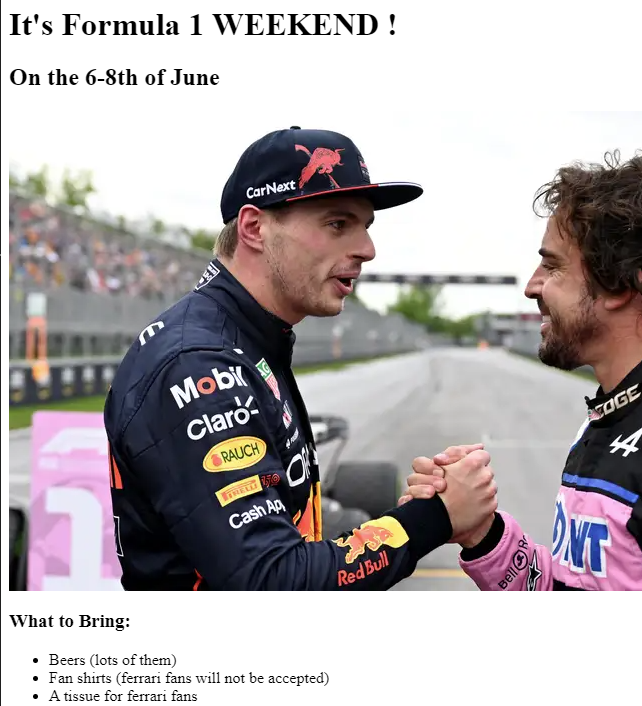 It's Formula 1 WEEKEND !
On the 6-8th of June
CarNext
Mobil
Claro
RAUCH
PIRELLI
Cash App
Red Bull
1
What to Bring:
Beers (lots of them)
Fan shirts (ferrari fans will not be accepted)
A tissue for ferrari fans